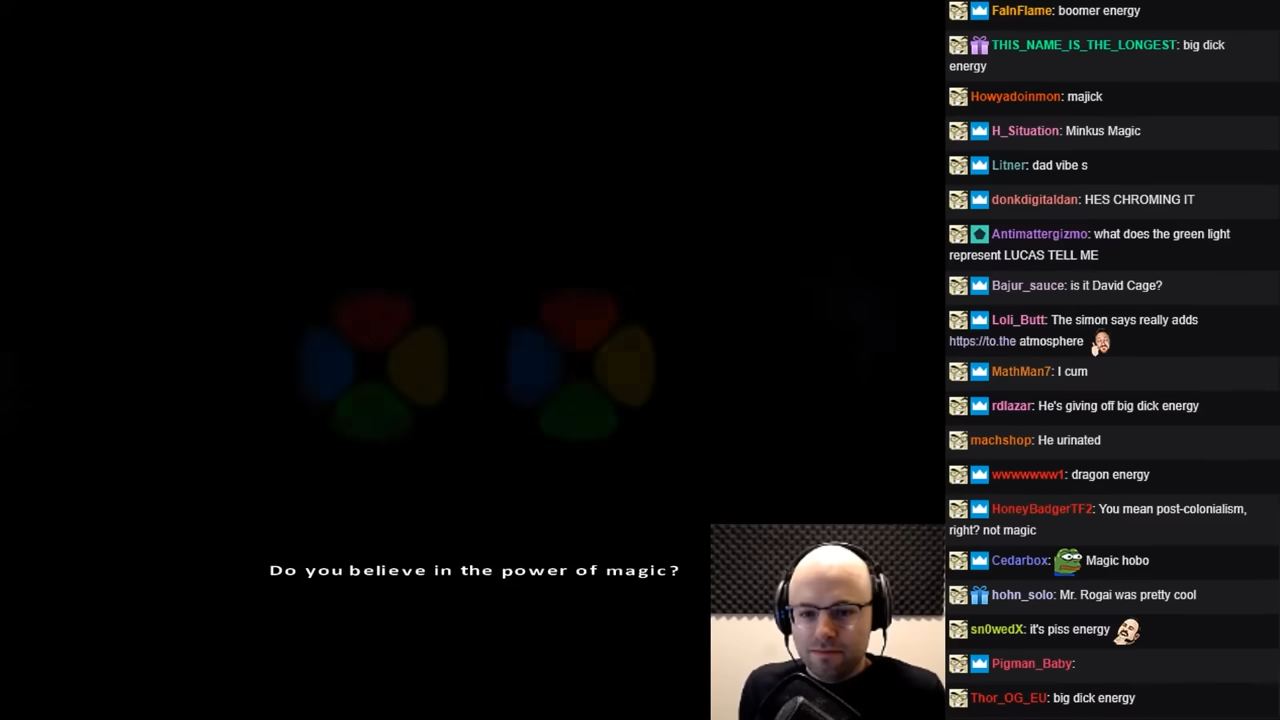 FaInFlame: boomer energy
THIS_NAME_IS_THE_LONGEST: big dick
energy
Howyadoinmon: majick
H_Situation: Minkus Magic
Litner: dad vibe s
donkdigitaldan: HES CHROMING IT
Antimattergizmo: what does the green light
represent LUCAS TELL ME
Bajur_sauce: is it David Cage?
Loli_Butt: The simon says really adds
https://to.the atmosphere
MathMan7: I cum
rdlazar: He's giving off big dick energy
machshop: He urinated
wwwwwww1: dragon energy
HoneyBadgerTF2: You mean post-colonialism,
right? not magic
Cedarbox: Magic hobo
hohn_solo: Mr. Rogai was pretty cool
sn0wedX: it's piss energy
Pigman_Baby:
Thor_OG_EU: big dick energy
Do you believe in the power of magic?